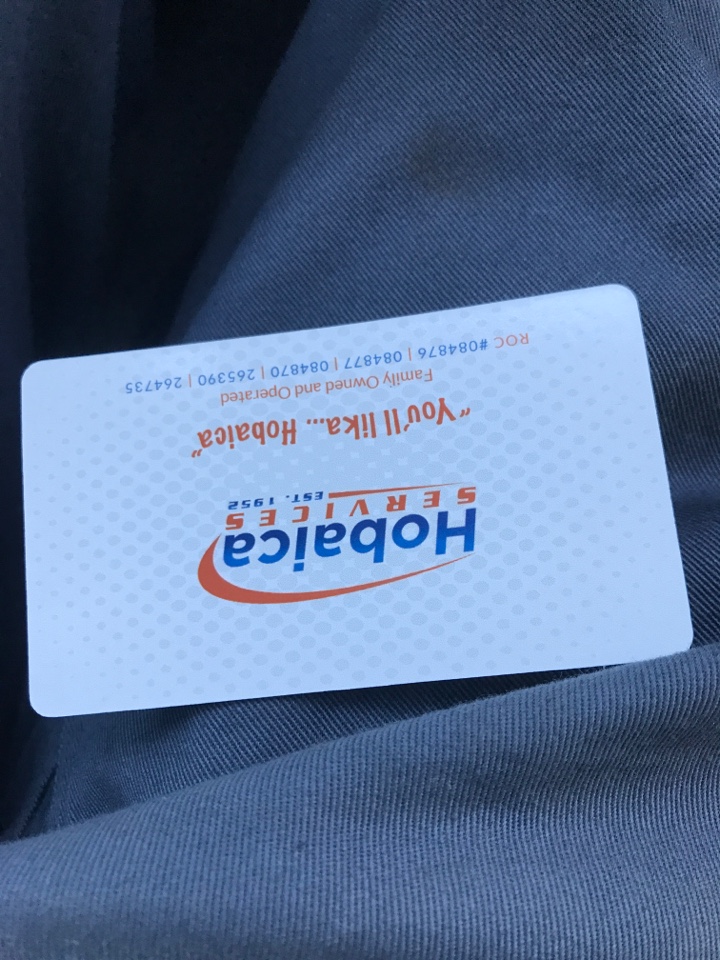 Hobaica
SERVICES
EST. 1952
"You'll lika... Hobaica"
Family Owned and Operated
ROC #084876 | 084877 | 084870 | 265390 | 264735